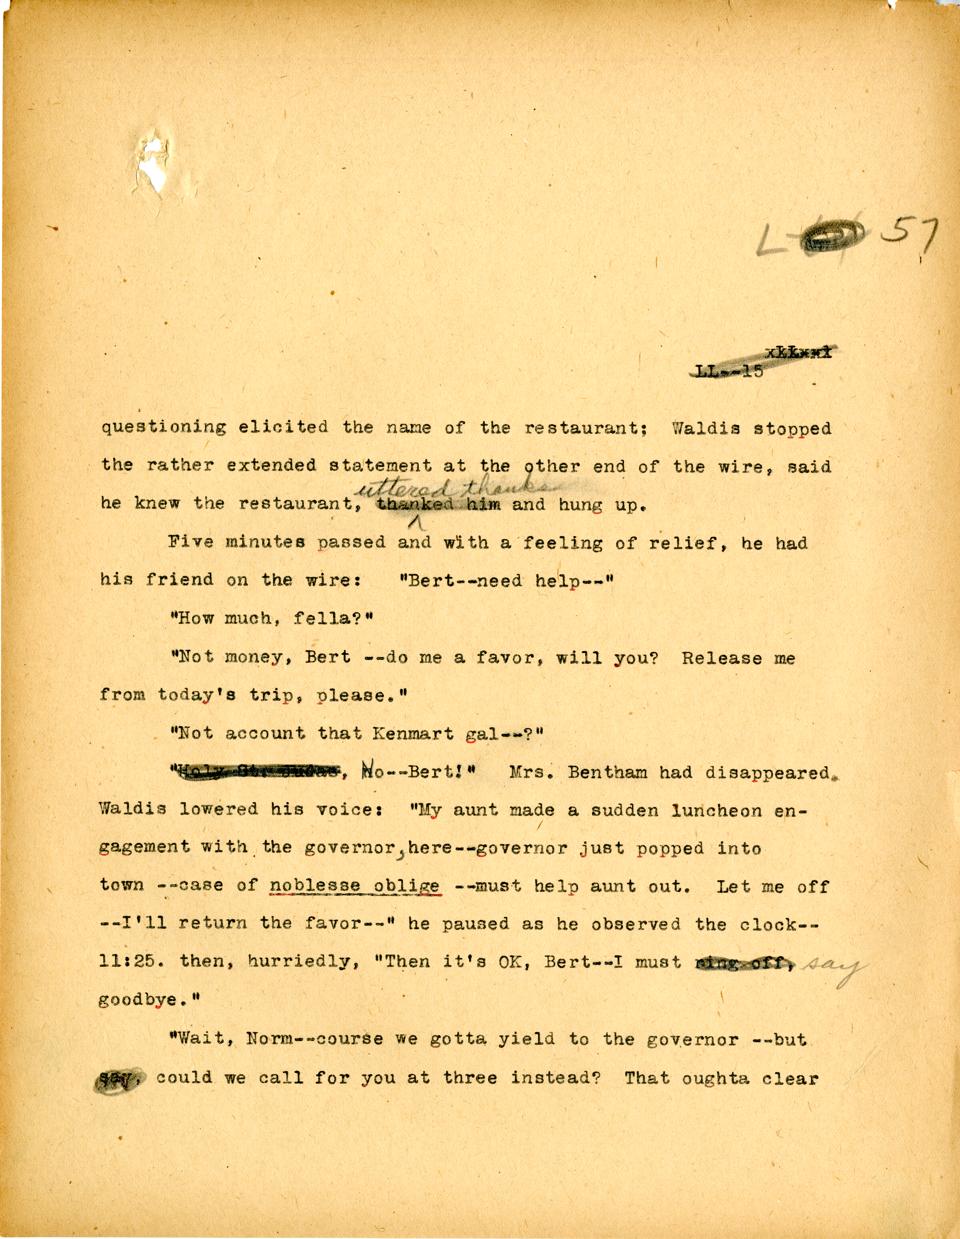 L- 57
LL--15
questioning elicited the name of the restaurant; Waldis stopped
the rather extended statement at the other end of the wire, said
uttered thanks
he knew the restaurant, thanked him and hung up.
Five minutes passed and with a feeling of relief, he had
his friend on the wire: "Bert--need help--"
"How much, fella?"
"Not money, Bert --do me a favor, will you? Release me
from today's trip, please."
"Not account that Kenmart gal--?"
"Holy , No--Bert!" Mrs. Bentham had disappeared.
Waldis lowered his voice: "My aunt made a sudden luncheon en-
gagement with the governor, here--governor just popped into
town --case of noblesse oblige --must help aunt out. Let me off
--I'll return the favor--" he paused as he observed the clock--
11:25. then, hurriedly, "Then it's OK, Bert--I must ring off, say
goodbye."
"Wait, Norm--course we gotta yield to the governor --but
say, could we call for you at three instead? That oughta clear